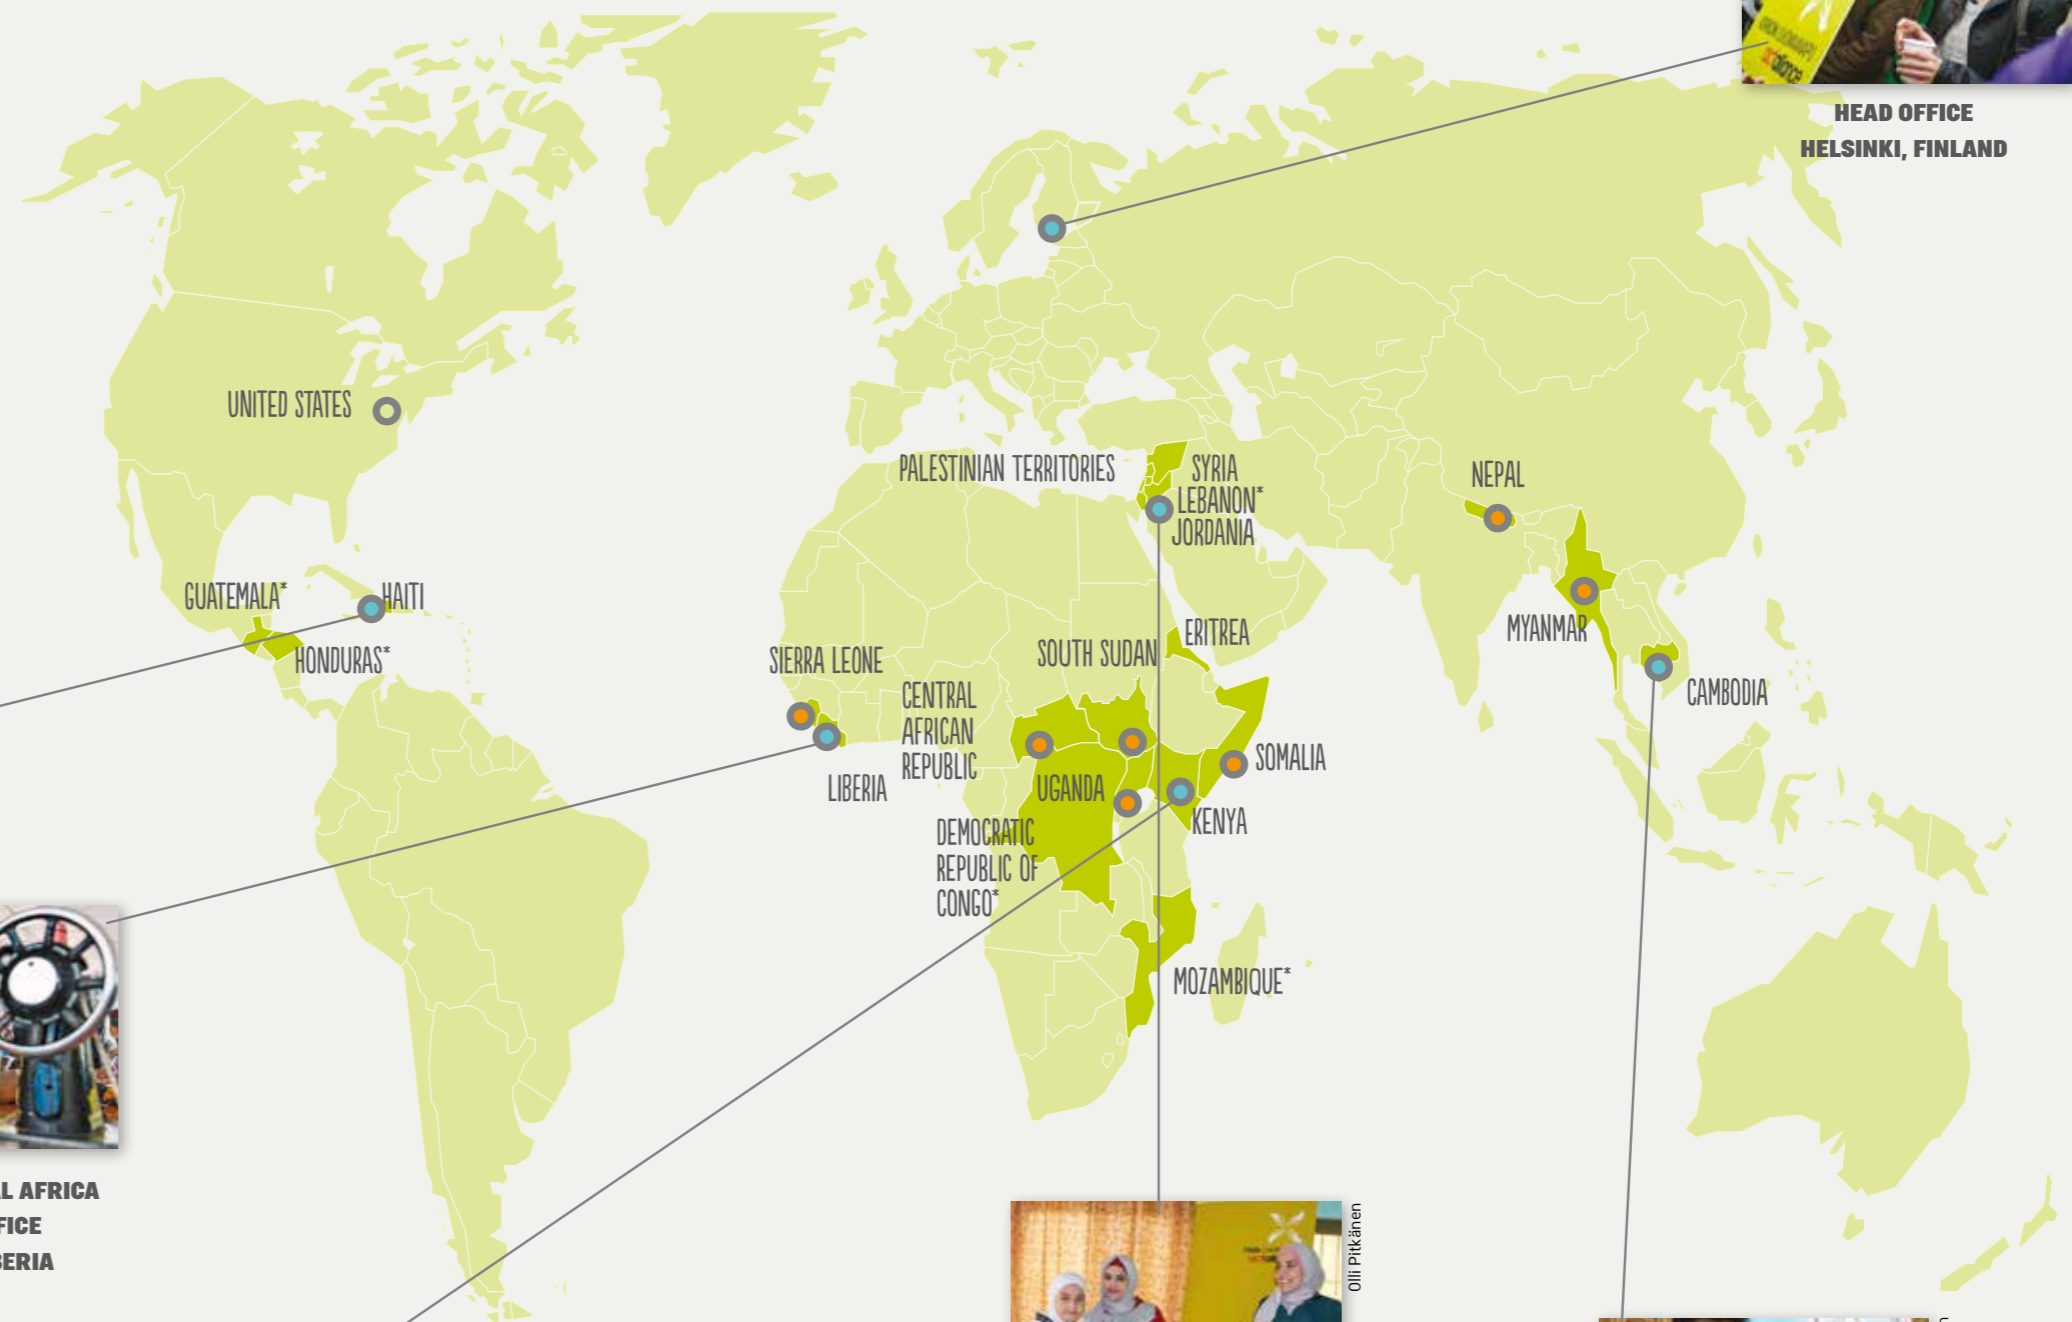 HEAD OFFICE
HELSINKI, FINLAND
UNITED STATES
PALESTINIAN TERRITORIES
SYRIA
LEBANON*
JORDANIA
NEPAL
GUATEMALA*
HAITI
HONDURAS*
MYANMAR
CAMBODIA
SIERRA LEONE
SOUTH SUDAN
ERITREA
CENTRAL
AFRICAN
REPUBLIC
LIBERIA
UGANDA
SOMALIA
KENYA
DEMOCRATIC
REPUBLIC OF
CONGO*
MOZAMBIQUE*
L AFRICA
FICE
BERIA
Olli Pitkänen